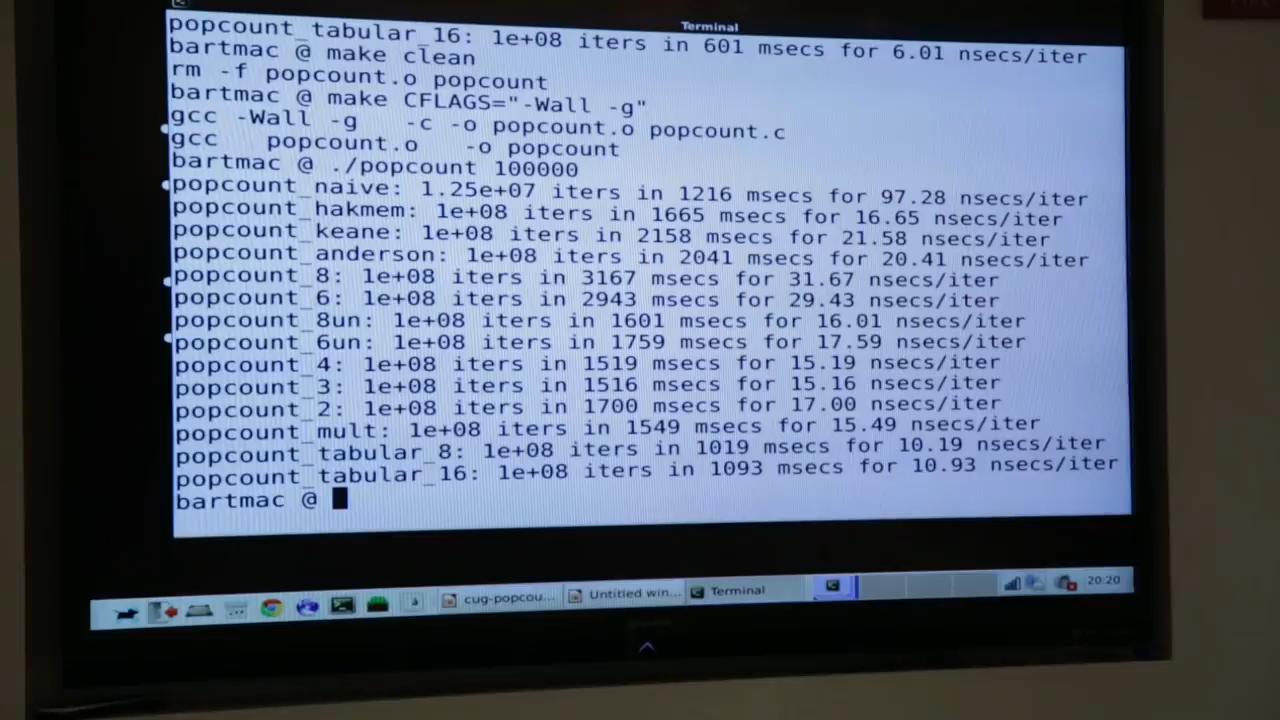 Terminal
popcount_tabular_16: 1e+08 iters in 601 msecs for 6.01 nsecs/iter
bartmac @ make clean
rm -f popcount.o popcount
bartmac @ make CFLAGS="-Wall -g"
gcc -Wall -g   -c -o popcount.o popcount.c
gcc   popcount.o   -o popcount
bartmac @ ./popcount 100000
popcount_naive: 1.25e+07 iters in 1216 msecs for 97.28 nsecs/iter
popcount_hakmem: 1e+08 iters in 1665 msecs for 16.65 nsecs/iter
popcount_keane: 1e+08 iters in 2158 msecs for 21.58 nsecs/iter
popcount_anderson: 1e+08 iters in 2041 msecs for 20.41 nsecs/iter
popcount_8: 1e+08 iters in 3167 msecs for 31.67 nsecs/iter
popcount_6: 1e+08 iters in 2943 msecs for 29.43 nsecs/iter
popcount_8un: 1e+08 iters in 1601 msecs for 16.01 nsecs/iter
popcount_6un: 1e+08 iters in 1759 msecs for 17.59 nsecs/iter
popcount_4: 1e+08 iters in 1519 msecs for 15.19 nsecs/iter
popcount_3: 1e+08 iters in 1516 msecs for 15.16 nsecs/iter
popcount_2: 1e+08 iters in 1700 msecs for 17.00 nsecs/iter
popcount_mult: 1e+08 iters in 1549 msecs for 15.49 nsecs/iter
popcount_tabular_8: 1e+08 iters in 1019 msecs for 10.19 nsecs/iter
popcount_tabular_16: 1e+08 iters in 1093 msecs for 10.93 nsecs/iter
bartmac @
cug-popcou... Untitled win... Terminal 20:20